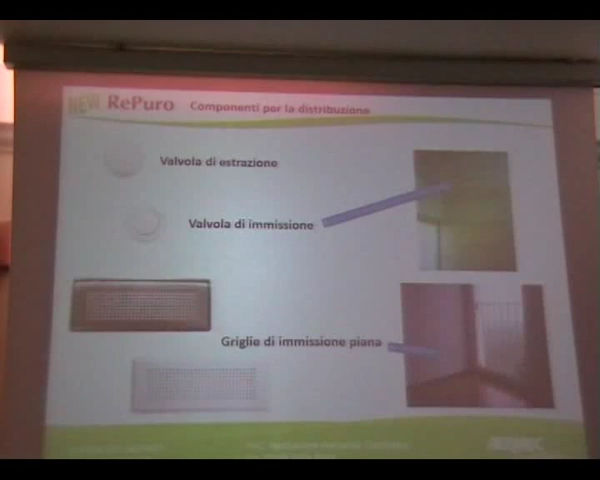 NEW RePuro Componenti per la distribuzione
Valvola di estrazione
Valvola di immissione
Griglie di immissione piana